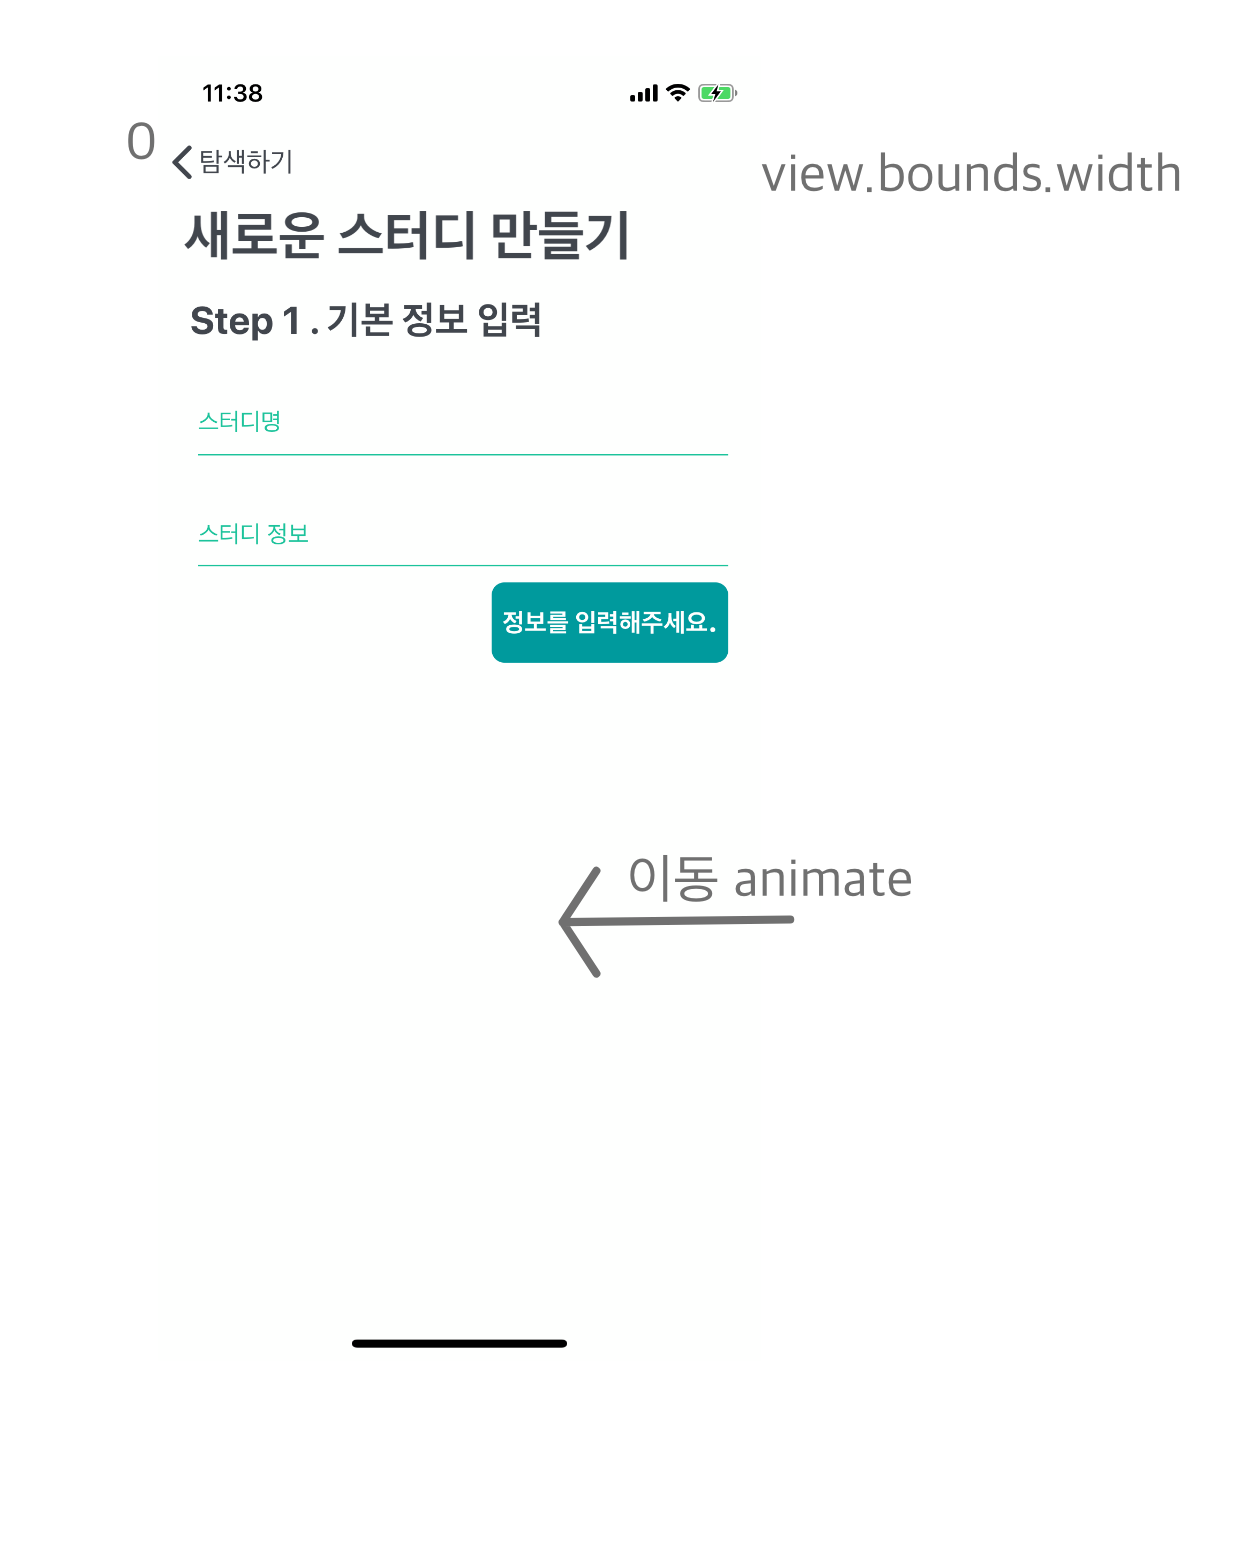 11:38
0
탐색하기
view.bounds.width
새로운 스터디 만들기
Step 1 . 기본 정보 입력
스터디명
스터디 정보
정보를 입력해주세요.
이동 animate